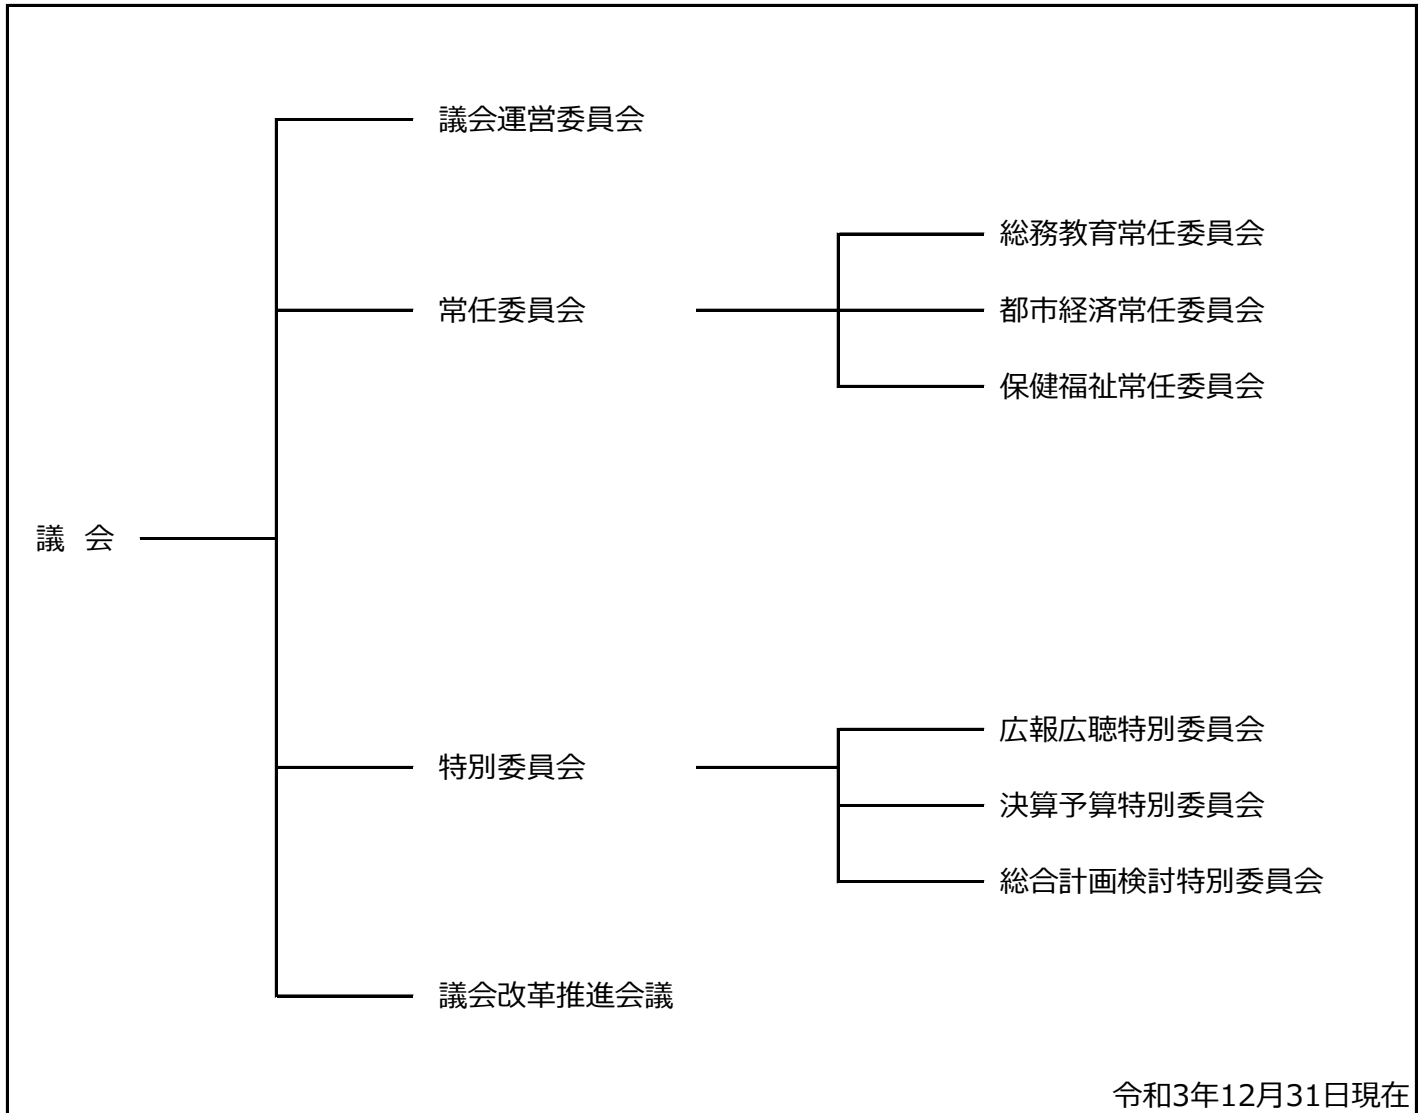 議会運営委員会
総務教育常任委員会
常任委員会
都市経済常任委員会
保健福祉常任委員会
議 会
広報広聴特別委員会
特別委員会
決算予算特別委員会
総合計画検討特別委員会
議会改革推進会議
令和3年12月31日現在